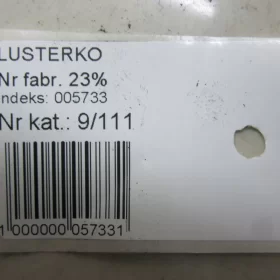 LUSTERKO
Nr fabr. 23%
ndeks: 005733
Nr kat.: 9/111
1 000000 057331